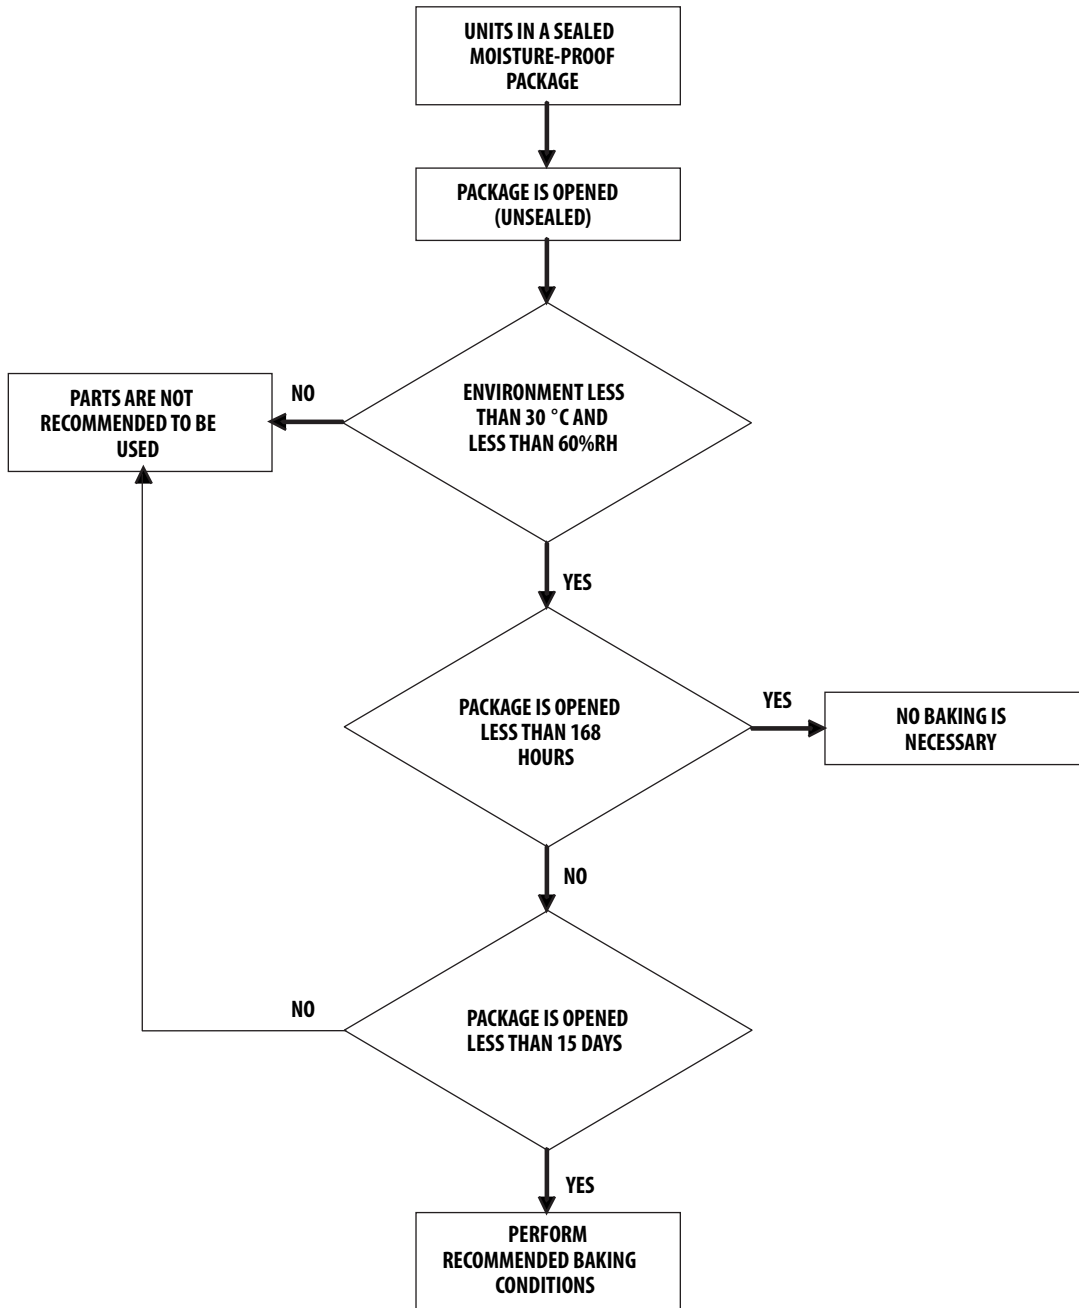 UNITS IN A SEALED
MOISTURE-PROOF
PACKAGE
PACKAGE IS OPENED
(UNSEALED)
ENVIRONMENT LESS
THAN 30 °C AND
LESS THAN 60%RH
NO
PARTS ARE NOT
RECOMMENDED TO BE
USED
YES
PACKAGE IS OPENED
LESS THAN 168
HOURS
YES
NO BAKING IS
NECESSARY
NO
PACKAGE IS OPENED
LESS THAN 15 DAYS
NO
YES
PERFORM
RECOMMENDED BAKING
CONDITIONS